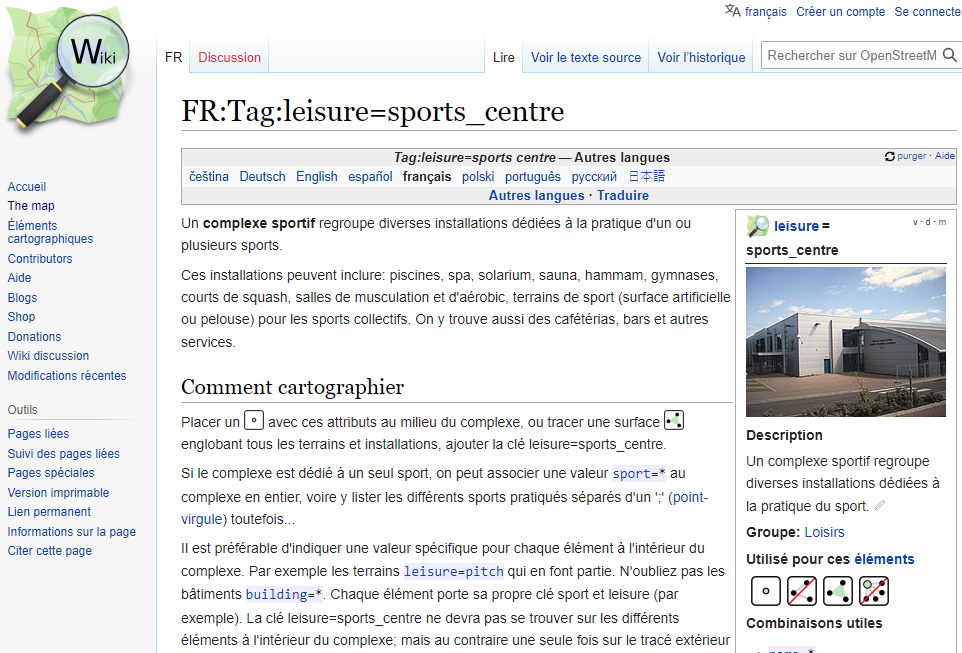 Wiki
français Créer un compte Se connecte
FR Discussion Lire Voir le texte source Voir l’historique Rechercher sur OpenStreetM
FR:Tag:leisure=sports_centre
Tag:leisure=sports centre — Autres langues
purger · Aide
čeština Deutsch English español français polski português русский 日本語
Autres langues · Traduire
Accueil
The map
Éléments
cartographiques
Contributors
Aide
Blogs
Shop
Donations
Wiki discussion
Modifications récentes
Outils
Pages liées
Suivi des pages liées
Pages spéciales
Version imprimable
Lien permanent
Informations sur la page
Citer cette page
Un complexe sportif regroupe diverses installations dédiées à la pratique d'un ou
plusieurs sports.
Ces installations peuvent inclure: piscines, spa, solarium, sauna, hammam, gymnases,
courts de squash, salles de musculation et d'aérobic, terrains de sport (surface artificielle
ou pelouse) pour les sports collectifs. On y trouve aussi des cafétérias, bars et autres
services.
Comment cartographier
Placer un avec ces attributs au milieu du complexe, ou tracer une surface
englobant tous les terrains et installations, ajouter la clé leisure=sports_centre.
Si le complexe est dédié à un seul sport, on peut associer une valeur sport=* au
complexe en entier, voire y lister les différents sports pratiqués séparés d'un ';' (point-
virgule) toutefois...
Il est préférable d'indiquer une valeur spécifique pour chaque élément à l'intérieur du
complexe. Par exemple les terrains leisure=pitch qui en font partie. N'oubliez pas les
bâtiments building=*. Chaque élément porte sa propre clé sport et leisure (par
exemple). La clé leisure=sports_centre ne devra pas se trouver sur les différents
éléments à l'intérieur du complexe; mais au contraire une seule fois sur le tracé extérieur
leisure =
v · d · m
sports_centre
Description
Un complexe sportif regroupe
diverses installations dédiées à
la pratique du sport.
Groupe: Loisirs
Utilisé pour ces éléments
Combinaisons utiles